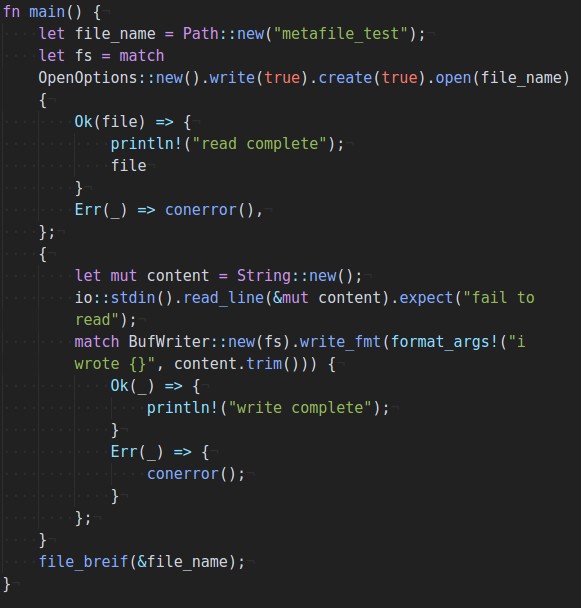 fn main() {
    let file_name = Path::new("metafile_test");
    let fs = match
    OpenOptions::new().write(true).create(true).open(file_name)
    {
        Ok(file) => {
            println!("read complete");
            file
        }
        Err(_) => conerror(),
    };
    {
        let mut content = String::new();
        io::stdin().read_line(&mut content).expect("fail to
        read");
        match BufWriter::new(fs).write_fmt(format_args!("i
        wrote {}", content.trim())) {
            Ok(_) => {
                println!("write complete");
            }
            Err(_) => {
                conerror();
            }
        };
    }
    file_breif(&file_name);
}